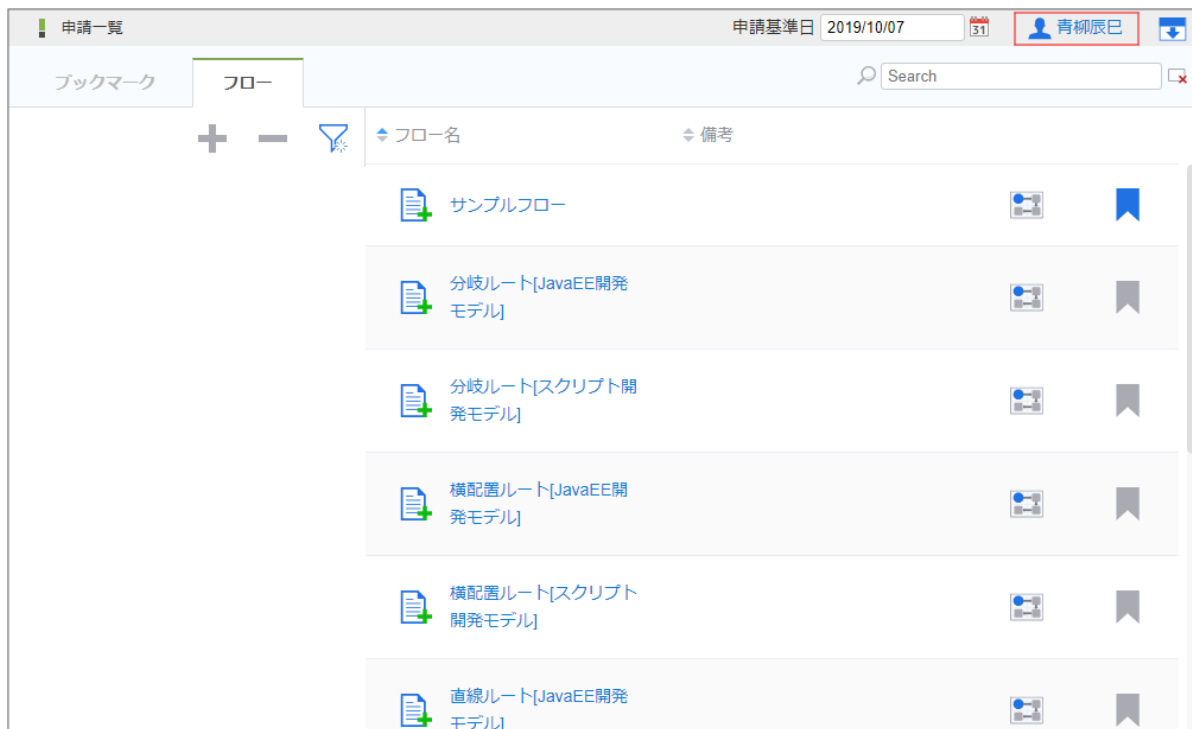 申請一覧
申請基準日 2019/10/07 31 青柳辰巳
ブックマーク フロー Search
フロー名 備考
サンプルフロー
分岐ルート[JavaEE開発
モデル]
分岐ルート[スクリプト開
発モデル]
横配置ルート[JavaEE開
発モデル]
横配置ルート[スクリプト
開発モデル]
直線ルート[JavaEE開発
モデル]